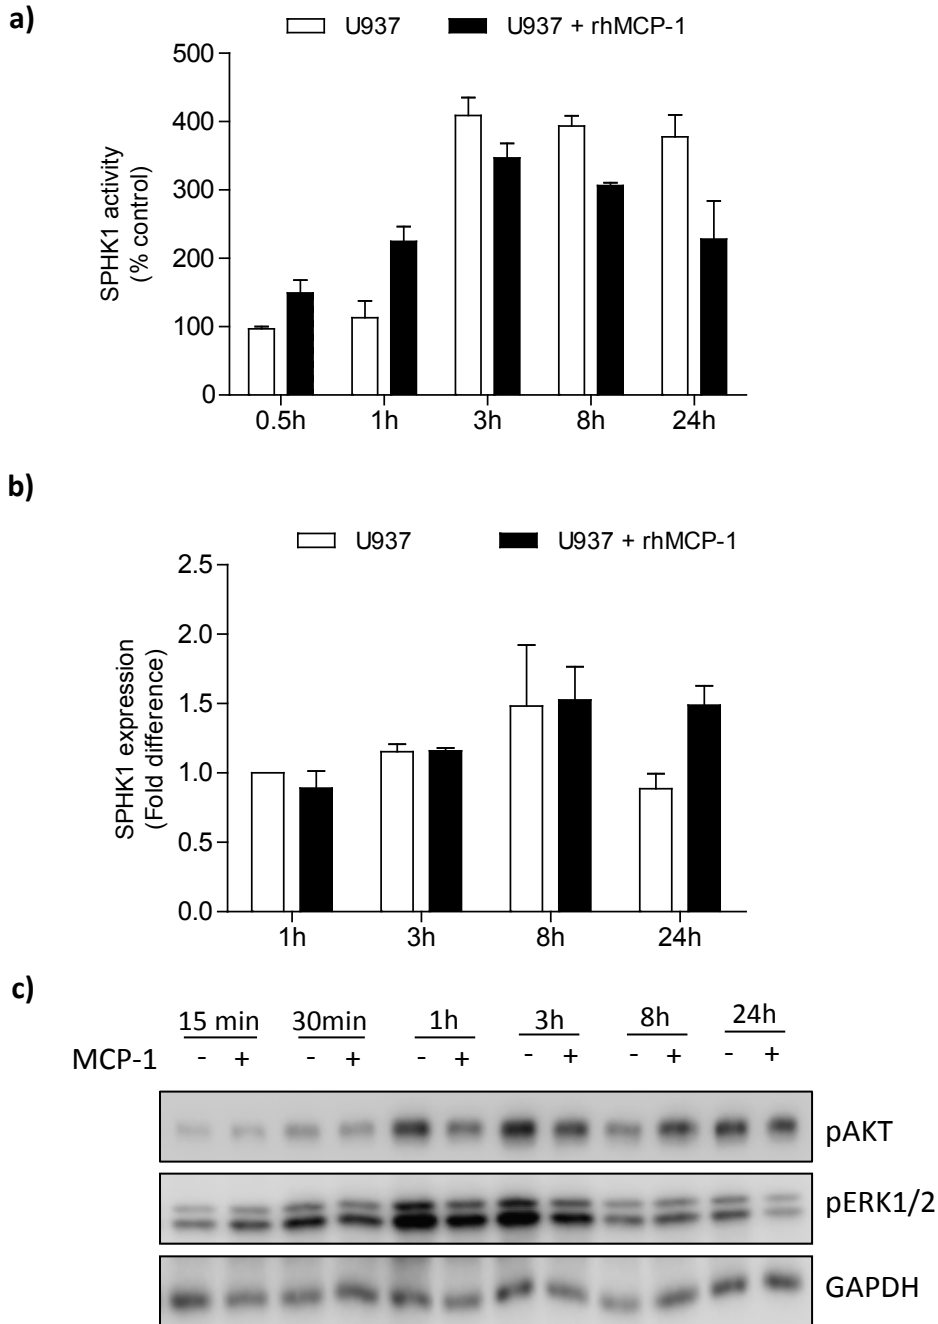 a)
U937 U937 + rhMCP-1
500
400
300
200
100
0
SPHK1 activity
(% control)
0.5h 1h 3h 8h 24h
b)
U937 U937 + rhMCP-1
2.5
2.0
1.5
1.0
0.5
0.0
SPHK1 expression
(Fold difference)
1h 3h 8h 24h
c)
15 min 30min 1h 3h 8h 24h
MCP-1 - + - + - + - + - + - +
pAKT
pERK1/2
GAPDH